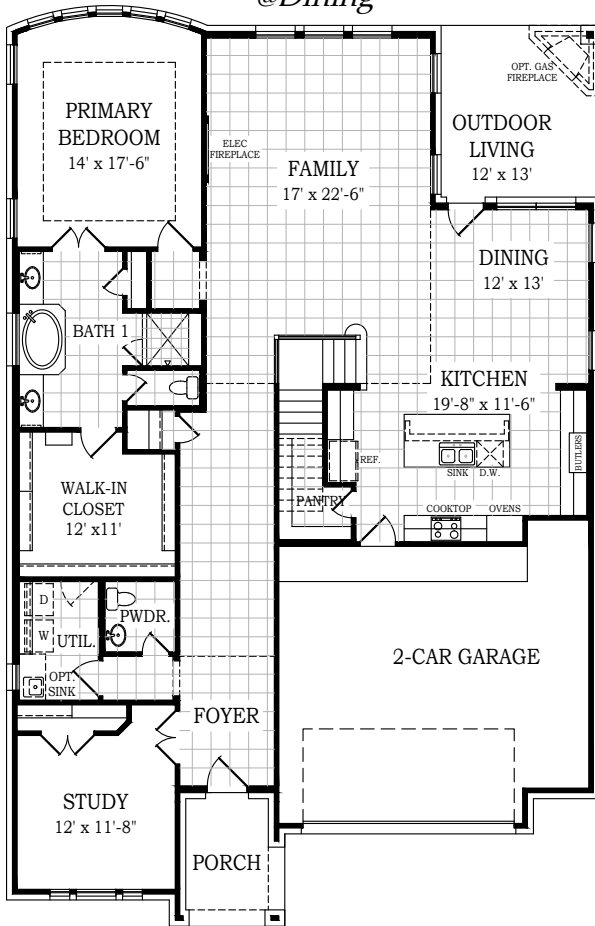 @Dining
OPT. GAS
FIREPLACE
PRIMARY
BEDROOM
14' x 17'-6"
ELEC
FIREPLACE
FAMILY
17' x 22'-6"
OUTDOOR
LIVING
12' x 13'
DINING
12' x 13'
BATH 1
KITCHEN
19'-8" x 11'-6"
REF.
SINK
D.W.
BUTLERS
PANTRY
COOKTOP
OVENS
WALK-IN
CLOSET
12' x11'
D
W
UTIL.
PWDR.
OPT.
SINK
2-CAR GARAGE
FOYER
STUDY
12' x 11'-8"
PORCH